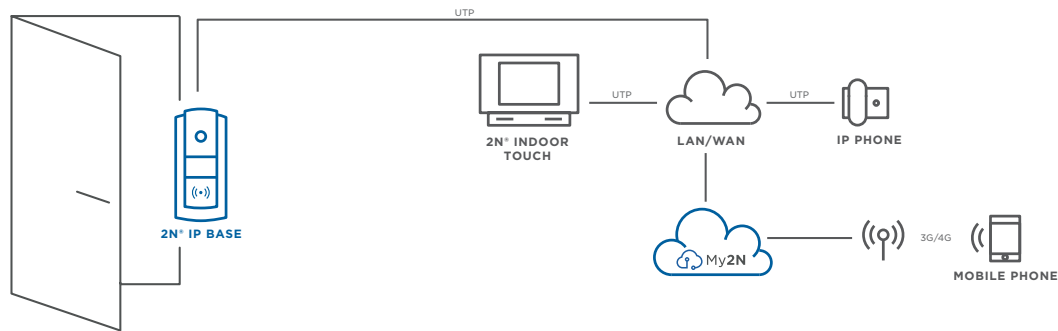 UTP
UTP
UTP
2N® INDOOR
TOUCH
LAN/WAN
IP PHONE
2N® IP BASE
My2N
3G/4G
MOBILE PHONE